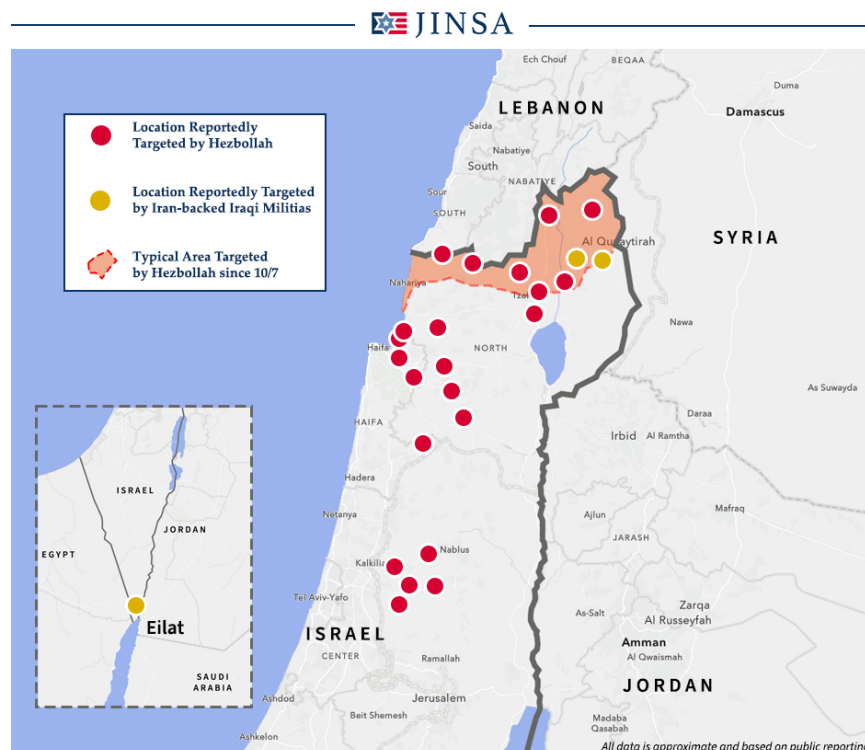 JINSA
Location Reportedly
Targeted by Hezbollah
Location Reportedly Targeted
by Iran-backed Iraqi Militias
Typical Area Targeted
by Hezbollah since 10/7
Ech Chouf
BEQAA
Duma
LEBANON
Damascus
Saida
Nabatiye
South
NABATIYE
Sour
SOUTH
SYRIA
Al Qunaytirah
Nahariya
Nawa
Haifa
NORTH
As Suwayda
Daraa
HAIFA
Irbid
Al Ramtha
Hadera
Mafraq
Netanya
Ajlun
JARASH
Nablus
Kalkilia
Tel Aviv-Yafo
As-Salt
Zarqa
Al Russeyfah
ISRAEL
CENTER
Amman
Ramallah
Al Qwaismah
JORDAN
Jerusalem
Ashdod
Beit Shemesh
Madaba
Qasabah
Ashkelon
ISRAEL
JORDAN
EGYPT
Eilat
SAUDI
ARABIA
All data is approximate and based on public reporting